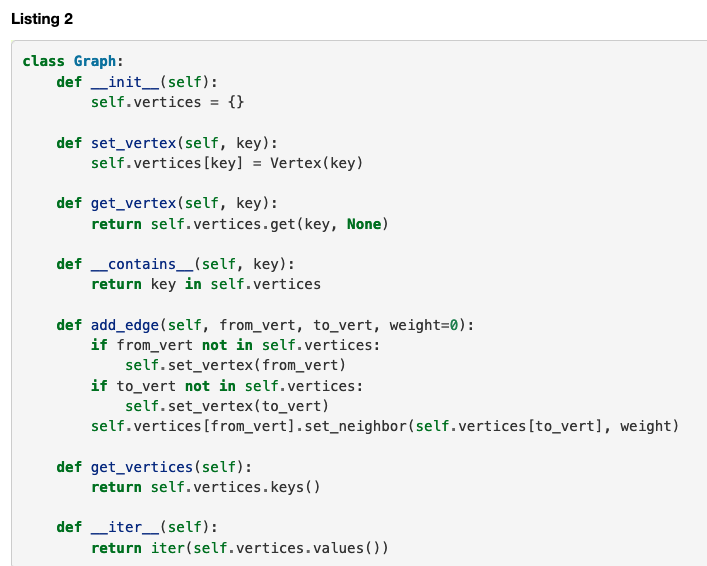 Listing 2
class Graph:
    def __init__(self):
        self.vertices = {}

    def set_vertex(self, key):
        self.vertices[key] = Vertex(key)

    def get_vertex(self, key):
        return self.vertices.get(key, None)

    def __contains__(self, key):
        return key in self.vertices

    def add_edge(self, from_vert, to_vert, weight=0):
        if from_vert not in self.vertices:
            self.set_vertex(from_vert)
        if to_vert not in self.vertices:
            self.set_vertex(to_vert)
        self.vertices[from_vert].set_neighbor(self.vertices[to_vert], weight)

    def get_vertices(self):
        return self.vertices.keys()

    def __iter__(self):
        return iter(self.vertices.values())